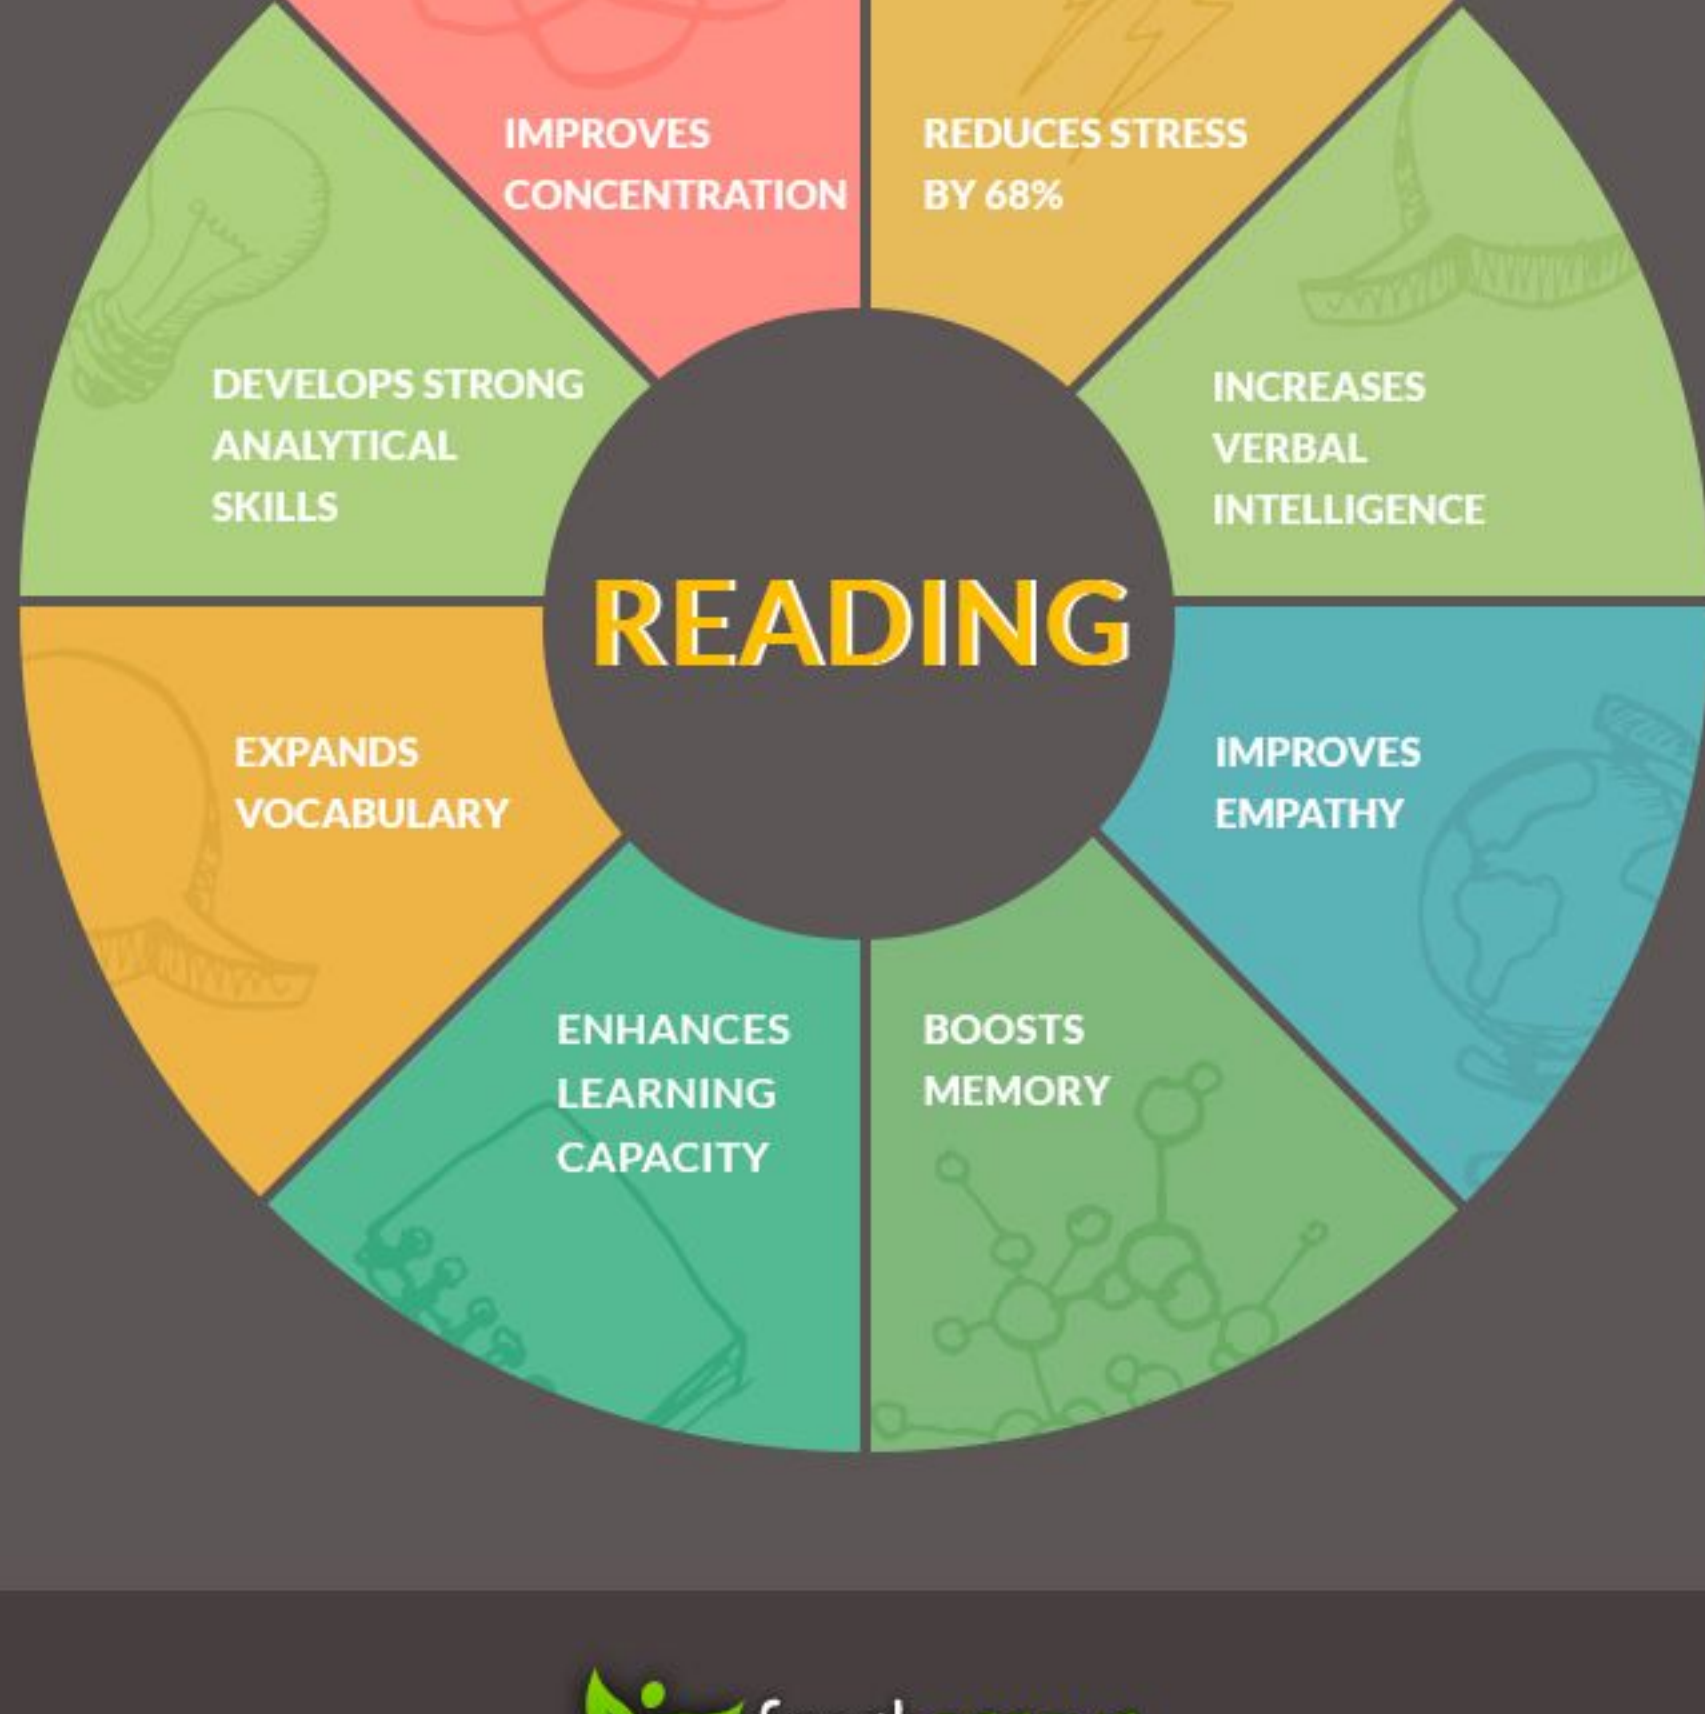 IMPROVES
CONCENTRATION
REDUCES STRESS
BY 68%
DEVELOPS STRONG
ANALYTICAL
SKILLS
INCREASES
VERBAL
INTELLIGENCE
READING
EXPANDS
VOCABULARY
IMPROVES
EMPATHY
ENHANCES
LEARNING
CAPACITY
BOOSTS
MEMORY